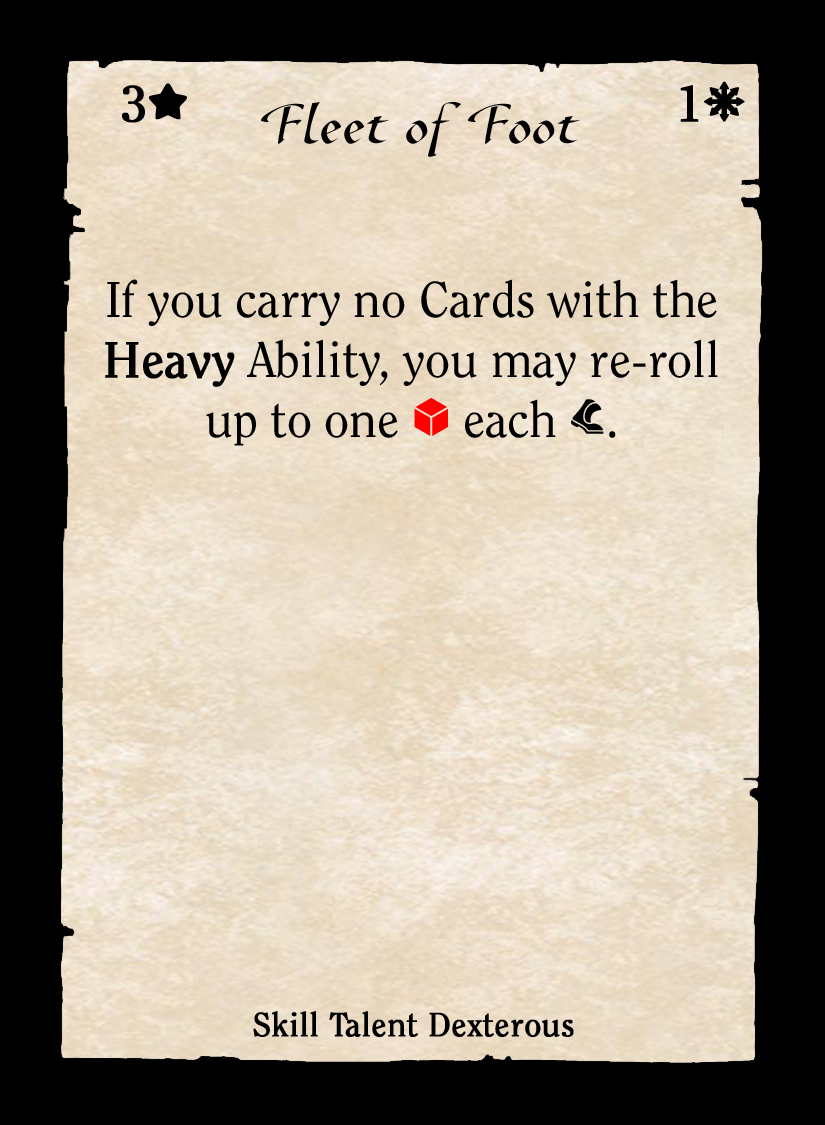 3★ Fleet of Foot 1
If you carry no Cards with the
Heavy Ability, you may re-roll
up to one each .
Skill Talent Dexterous